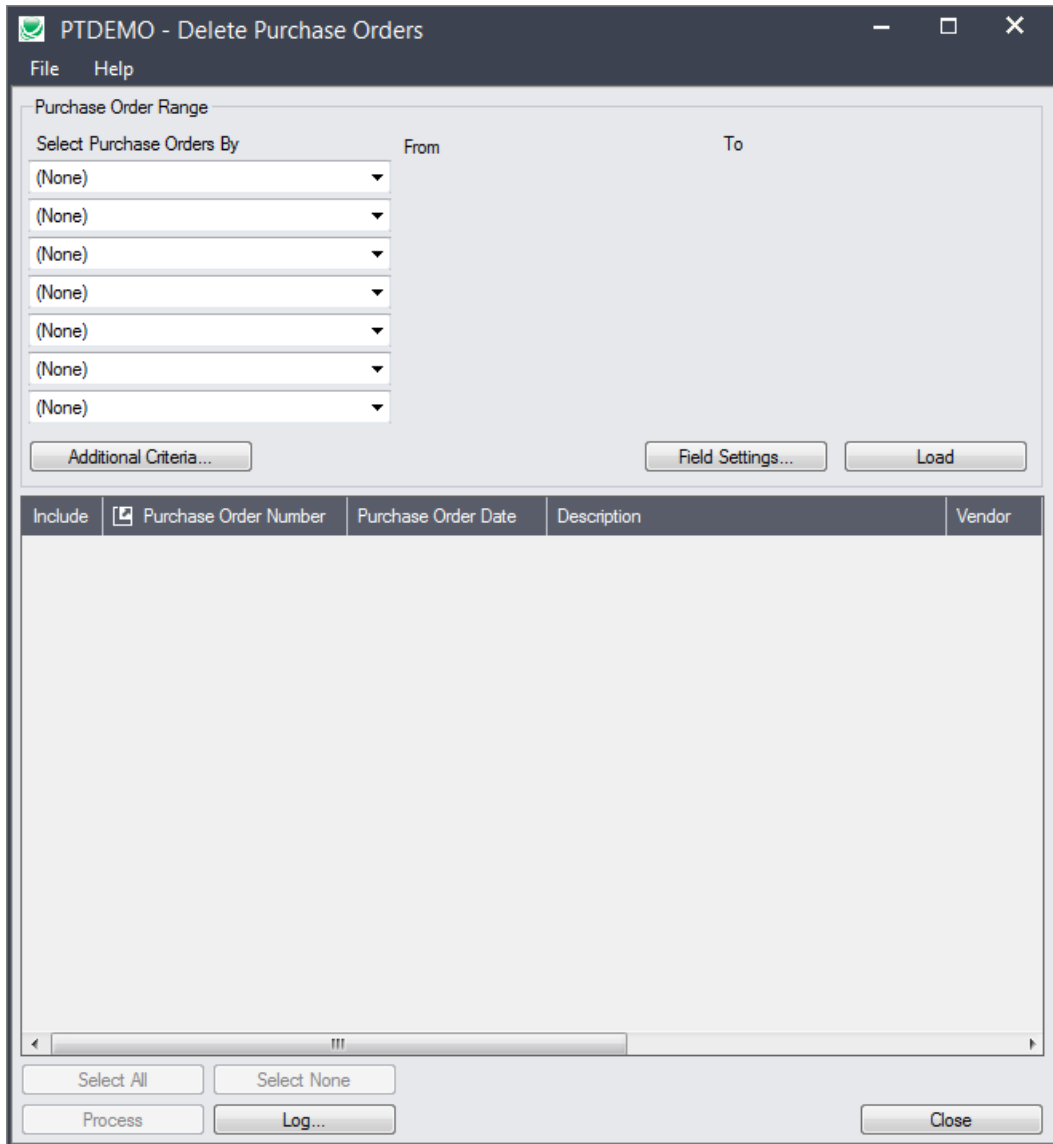 PTDEMO - Delete Purchase Orders
File Help
Purchase Order Range
Select Purchase Orders By From To
(None)
(None)
(None)
(None)
(None)
(None)
(None)
Additional Criteria... Field Settings... Load
Include Purchase Order Number Purchase Order Date Description Vendor
Select All Select None
Process Log... Close